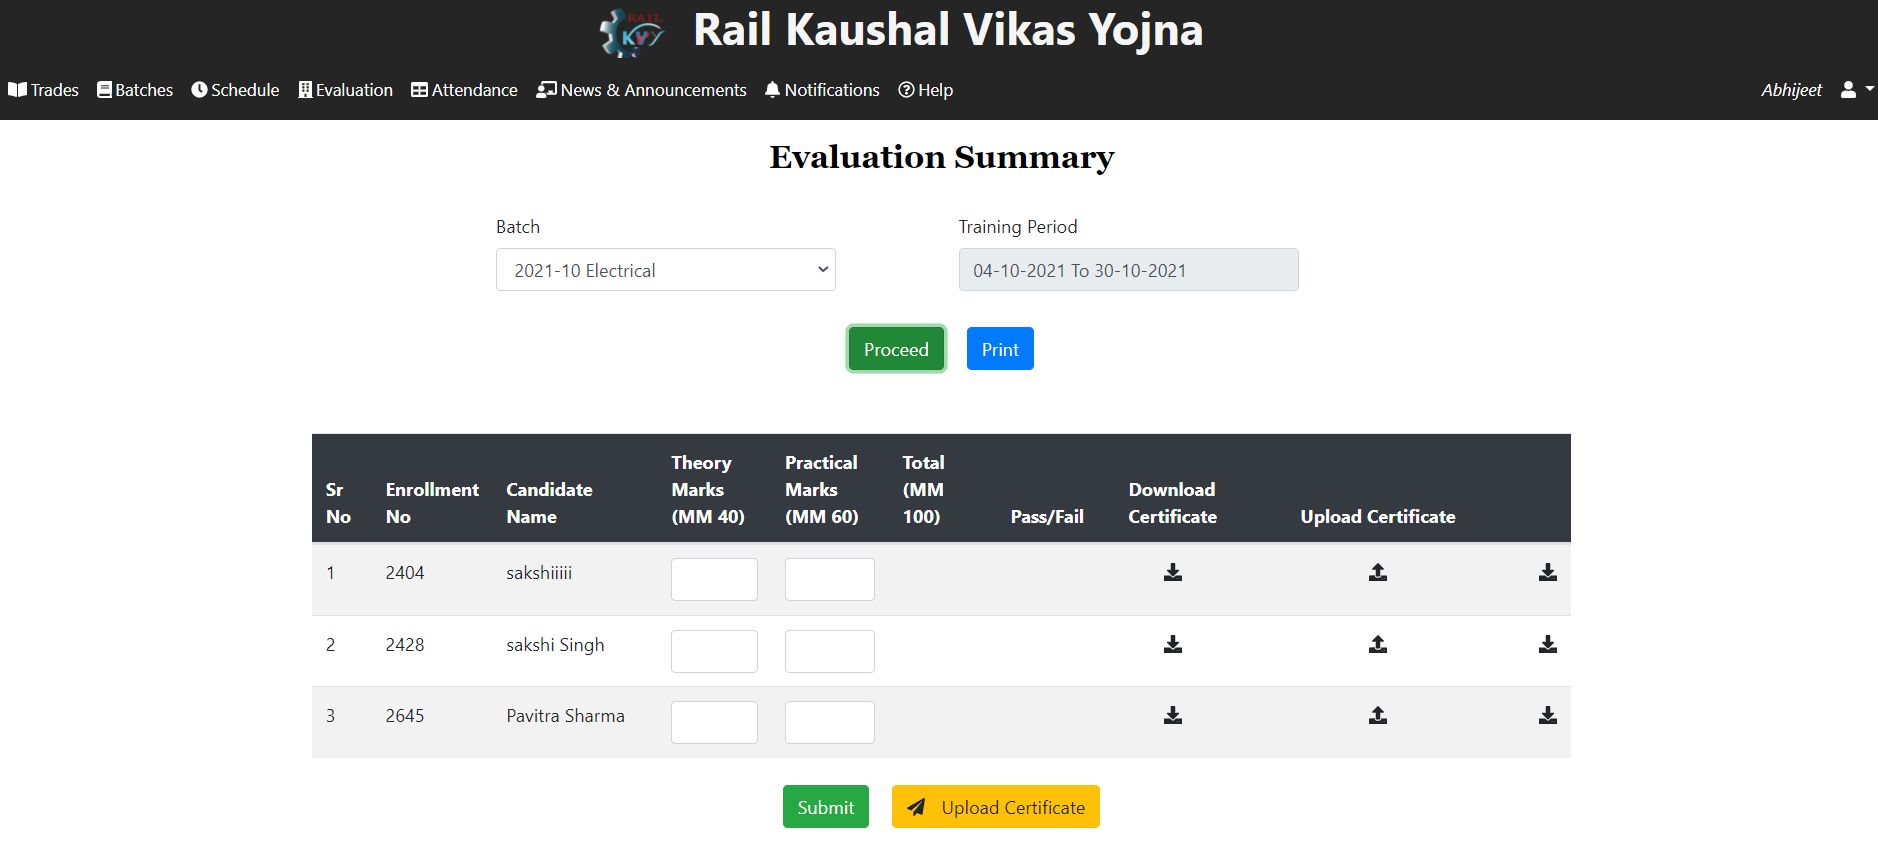 RAIL
KVY
Rail Kaushal Vikas Yojna
Trades Batches Schedule Evaluation Attendance News & Announcements Notifications Help Abhijeet
Evaluation Summary
Batch Training Period
2021-10 Electrical 04-10-2021 To 30-10-2021
Proceed Print
Sr No Enrollment No Candidate Name Theory Marks (MM 40) Practical Marks (MM 60) Total (MM 100) Pass/Fail Download Certificate Upload Certificate
1 2404 sakshiiiii
2 2428 sakshi Singh
3 2645 Pavitra Sharma
Submit Upload Certificate